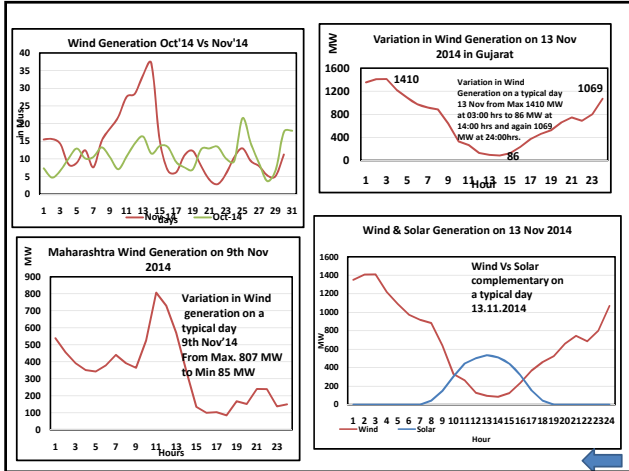 Wind Generation Oct'14 Vs Nov'14
in Mus
40
35
30
25
20
15
10
5
0
1 3 5 7 9 11 13 15 17 19 21 23 25 27 29 31
Nov-14 days Oct-14
Variation in Wind Generation on 13 Nov
2014 in Gujarat
MW
1600
1200
800
400
0
1410
Variation in Wind
Generation on a typical day
13 Nov from Max 1410 MW
at 03:00 hrs to 86 MW at
14:00 hrs and again 1069
MW at 24:00hrs.
1069
86
1 3 5 7 9 11 13 15 17 19 21 23
Hour
Maharashtra Wind Generation on 9th Nov
2014
MW
900
800
700
600
500
400
300
200
100
0
Variation in Wind
generation on a
typical day
9th Nov'14
From Max. 807 MW
to Min 85 MW
1 3 5 7 9 11 13 15 17 19 21 23
Hours
Wind & Solar Generation on 13 Nov 2014
MW
1600
1400
1200
1000
800
600
400
200
0
Wind Vs Solar
complementary on
a typical day
13.11.2014
1 2 3 4 5 6 7 8 9 10 11 12 13 14 15 16 17 18 19 20 21 22 23 24
Wind Solar
Hour